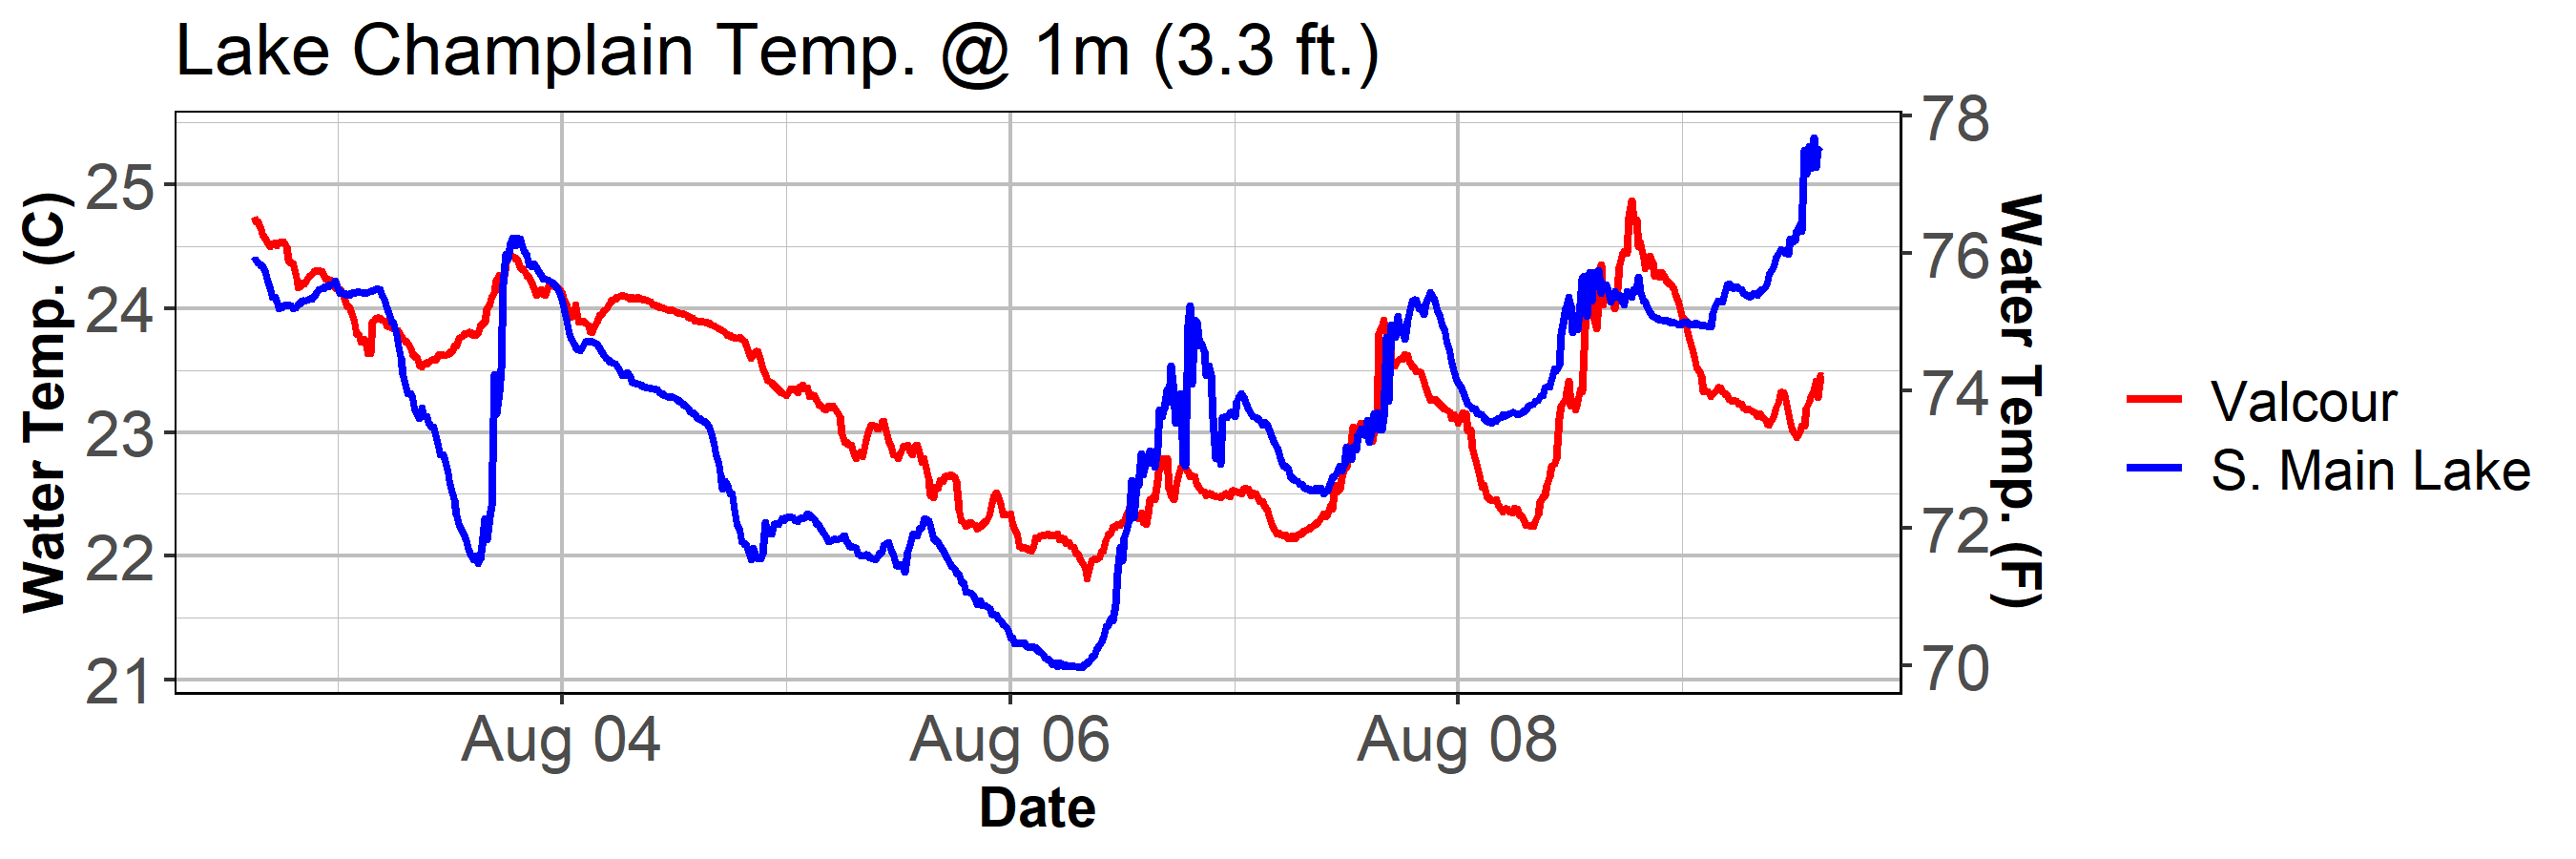 Lake Champlain Temp. @ 1m (3.3 ft.)
Water Temp. (C)
25
24
23
22
21
78
76
74
72
70
Water Temp. (F)
Aug 04
Aug 06
Aug 08
Date
Valcour
S. Main Lake